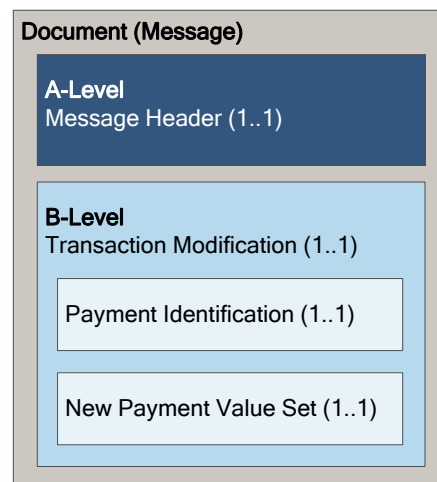 Document (Message)
A-Level
Message Header (1..1)
B-Level
Transaction Modification (1..1)
Payment Identification (1..1)
New Payment Value Set (1..1)